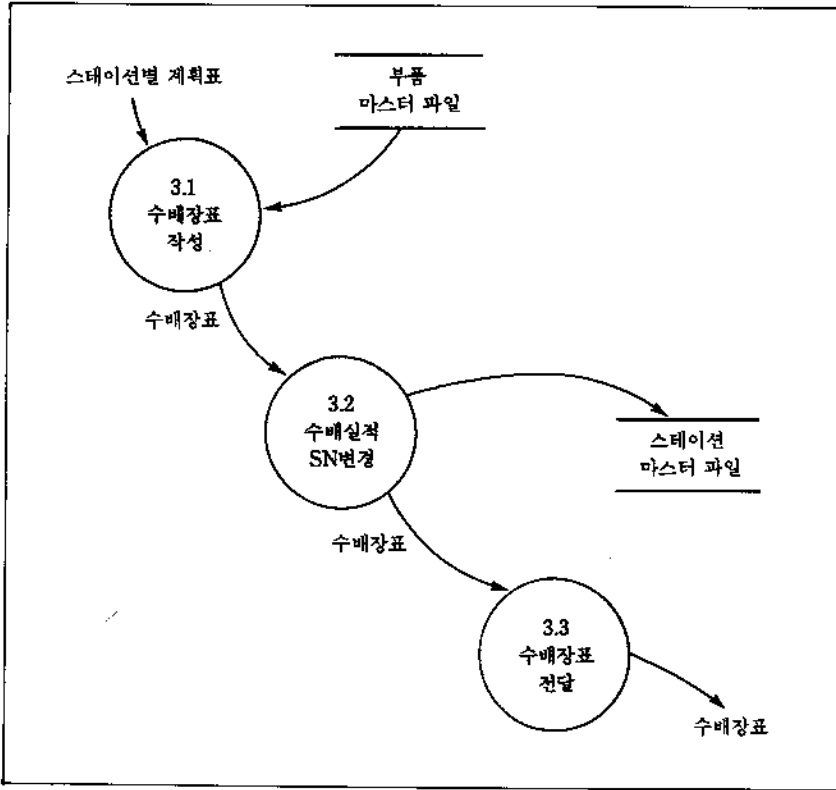 스테이션별 계획표
부품
마스터 파일
3.1
수배장표
작성
수배장표
3.2
수배실적
SN변경
스테이션
마스터 파일
수배장표
3.3
수배장표
전달
수배장표